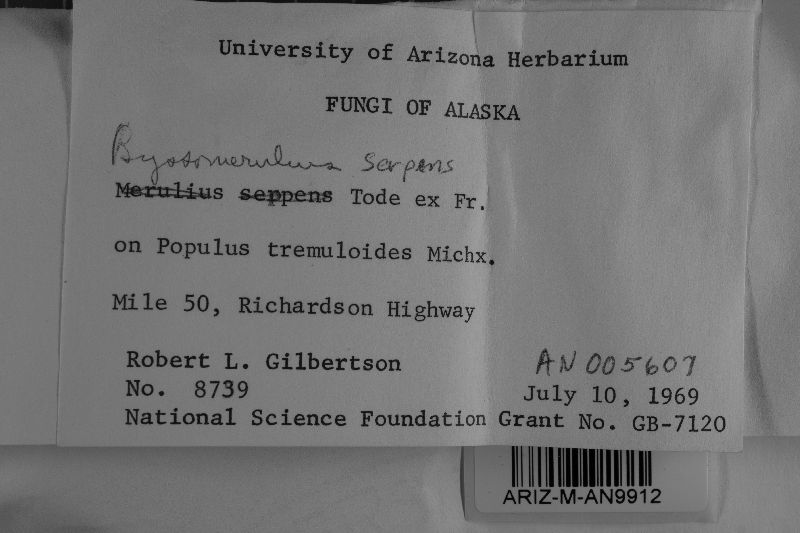 University of Arizona Herbarium
FUNGI OF ALASKA
Byssomerulius serpens
Merulius seppens Tode ex Fr.
on Populus tremuloides Michx.
Mile 50, Richardson Highway
Robert L. Gilbertson
AN 005607
No. 8739
July 10, 1969
National Science Foundation Grant No. GB-7120
ARIZ-M-AN9912